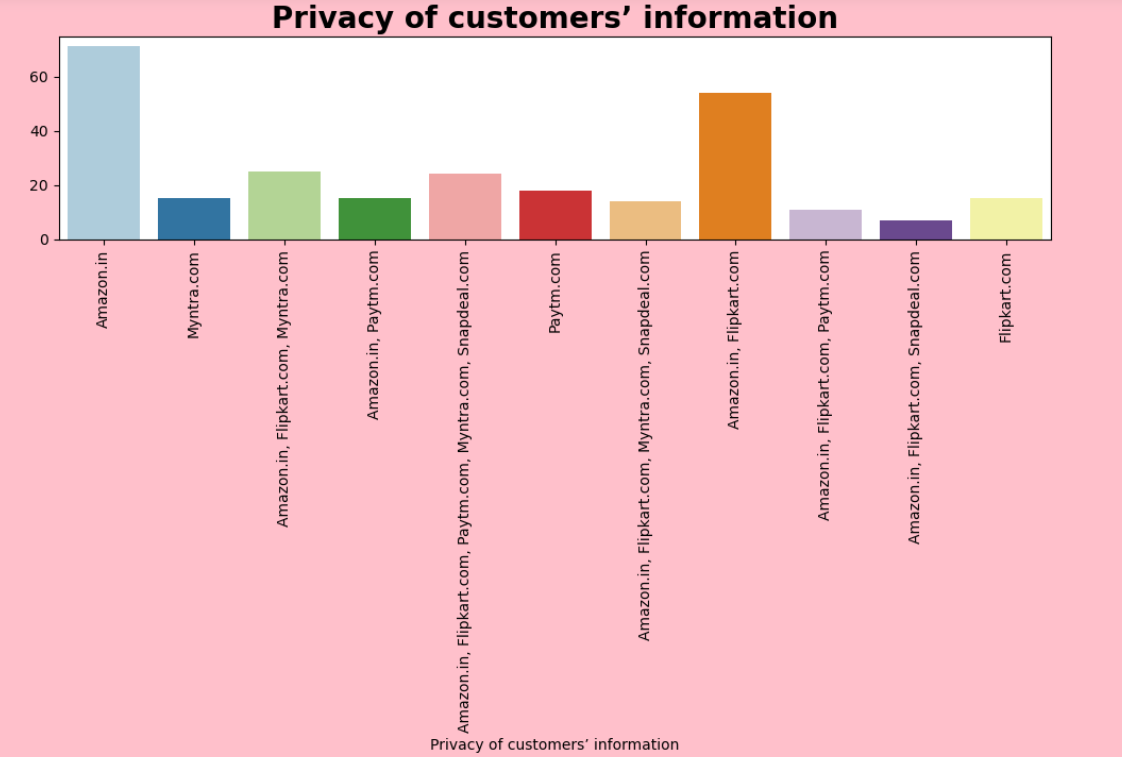 Privacy of customers’ information
60
40
20
0
Amazon.in
Myntra.com
Amazon.in, Flipkart.com, Myntra.com
Amazon.in, Paytm.com
Amazon.in, Flipkart.com, Paytm.com, Myntra.com, Snapdeal.com
Paytm.com
Amazon.in, Flipkart.com, Myntra.com, Snapdeal.com
Amazon.in, Flipkart.com
Amazon.in, Flipkart.com, Paytm.com
Amazon.in, Flipkart.com, Snapdeal.com
Flipkart.com
Privacy of customers’ information